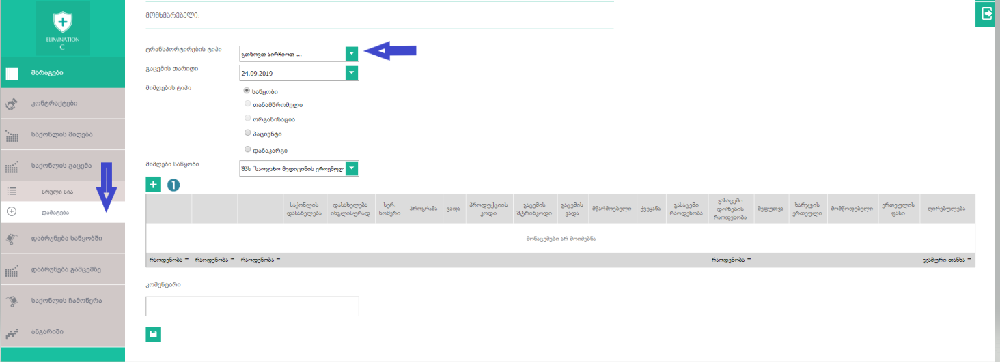 ELIMINATION
C
მარაგები
კონტრაქტები
საქონლის მიღება
საქონლის გაცემა
სრული სია
დამატება
დაბრუნება საწყობში
დაბრუნება გამცემზე
საქონლის ჩამოწერა
ანგარიში
მომხმარებელი
ტრანსპორტირების ტიპი
გთხოვთ აირჩიოთ ...
გაცემის თარიღი
24.09.2019
მიმღების ტიპი
საწყობი
თანამშრომელი
ორგანიზაცია
პაციენტი
დანაკარგი
მიმღები საწყობი
შპს "საოჯახო მედიცინის ეროვნულ
1
საქონლის დასახელება
დასახელება ინგლისურად
სერ. ნომერი
პროგრამა
ვადა
პროდუქციის კოდი
გაცემის შტრიხკოდი
გაცემის ვადა
მწარმოებელი
ქვეყანა
გასაცემი რაოდენობა
გასაცემი დოზების რაოდენობა
შეფუთვა
ხარჯვის ერთეული
მომწოდებელი
ერთეულის ფასი
ღირებულება
მონაცემები არ მოიძებნა
რაოდენობა = რაოდენობა = რაოდენობა = რაოდენობა = ჯამური თანხა =
კომენტარი